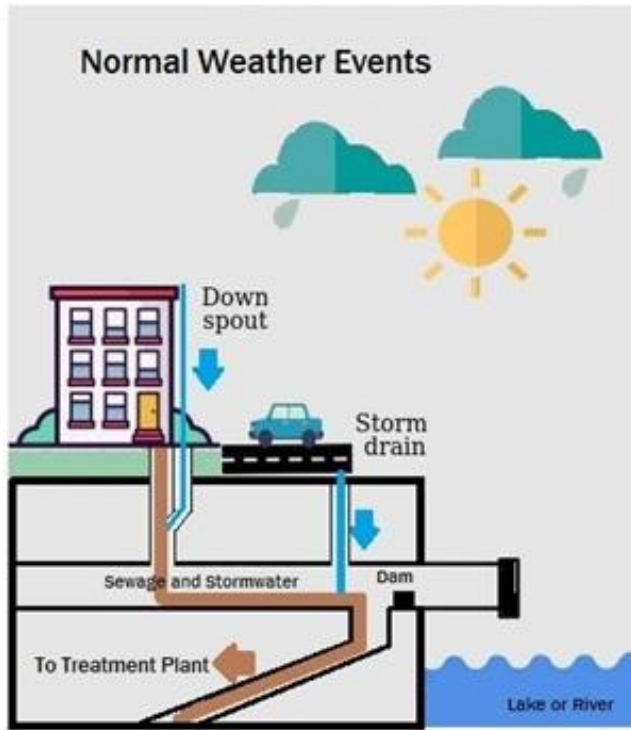 Normal Weather Events
Down
spout
Storm
drain
Sewage and Stormwater
Dam
To Treatment Plant
Lake or River